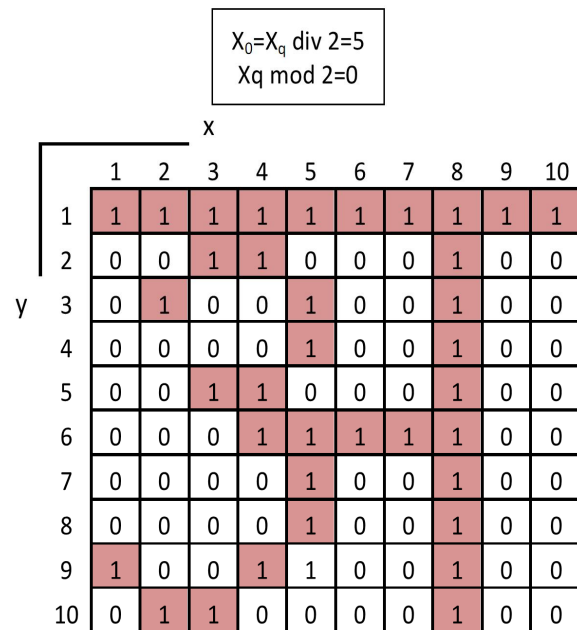 X₀=Xq div 2=5
Xq mod 2=0
x
1 2 3 4 5 6 7 8 9 10
1 1 1 1 1 1 1 1 1 1 1
2 0 0 1 1 0 0 0 1 0 0
y 3 0 1 0 0 1 0 0 1 0 0
4 0 0 0 0 1 0 0 1 0 0
5 0 0 1 1 0 0 0 1 0 0
6 0 0 0 1 1 1 1 1 0 0
7 0 0 0 0 1 0 0 1 0 0
8 0 0 0 0 1 0 0 1 0 0
9 1 0 0 1 1 0 0 1 0 0
10 0 1 1 0 0 0 0 1 0 0